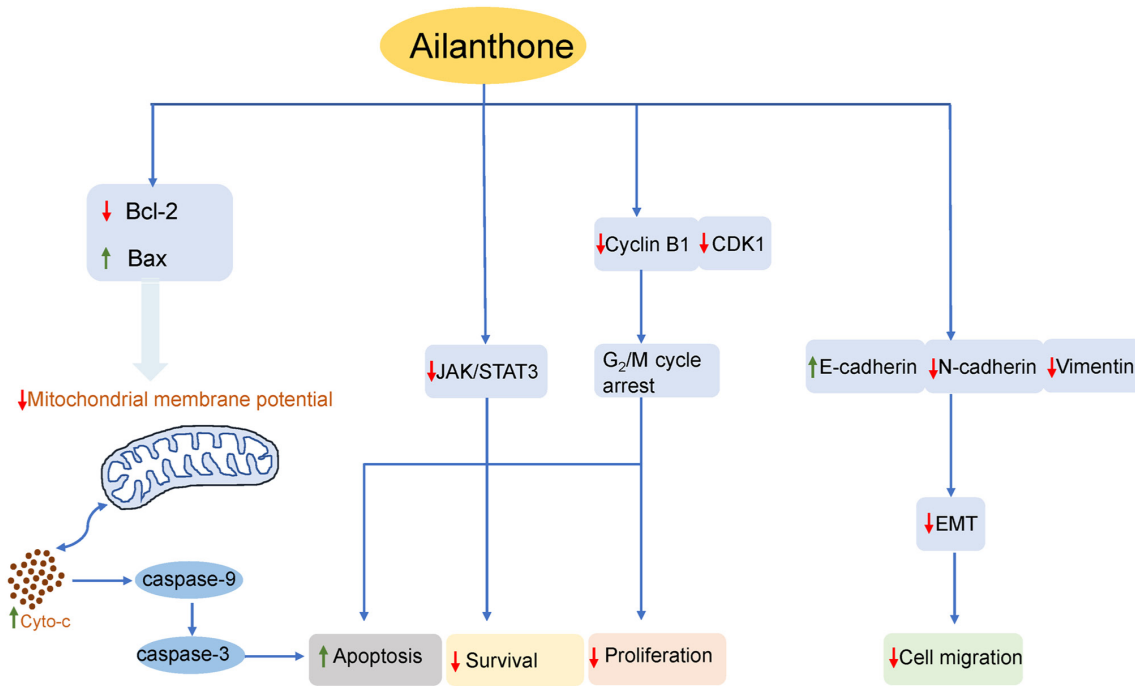 Ailanthone
Bcl-2
Bax
Mitochondrial membrane potential
Cyto-c
caspase-9
caspase-3
JAK/STAT3
Cyclin B1
CDK1
G₂/M cycle
arrest
E-cadherin
N-cadherin
Vimentin
EMT
Apoptosis
Survival
Proliferation
Cell migration